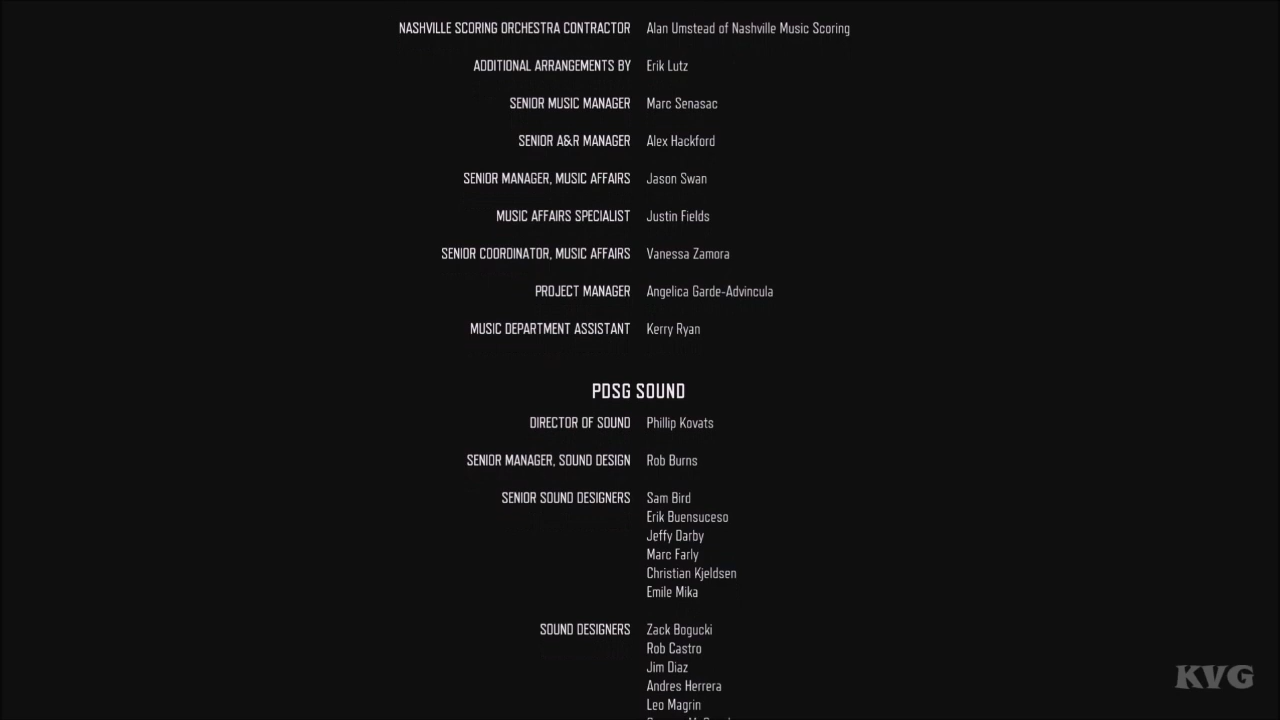 NASHVILLE SCORING ORCHESTRA CONTRACTOR Alan Umstead of Nashville Music Scoring
ADDITIONAL ARRANGEMENTS BY Erik Lutz
SENIOR MUSIC MANAGER Marc Senasac
SENIOR A&R MANAGER Alex Hackford
SENIOR MANAGER, MUSIC AFFAIRS Jason Swan
MUSIC AFFAIRS SPECIALIST Justin Fields
SENIOR COORDINATOR, MUSIC AFFAIRS Vanessa Zamora
PROJECT MANAGER Angelica Garde-Advincula
MUSIC DEPARTMENT ASSISTANT Kerry Ryan
PDSG SOUND
DIRECTOR OF SOUND Phillip Kovats
SENIOR MANAGER, SOUND DESIGN Rob Burns
SENIOR SOUND DESIGNERS Sam Bird
Erik Buensuceso
Jeffy Darby
Marc Farly
Christian Kjeldsen
Emile Mika
SOUND DESIGNERS Zack Bogucki
Rob Castro
Jim Diaz
Andres Herrera
Leo Magrin
KVG